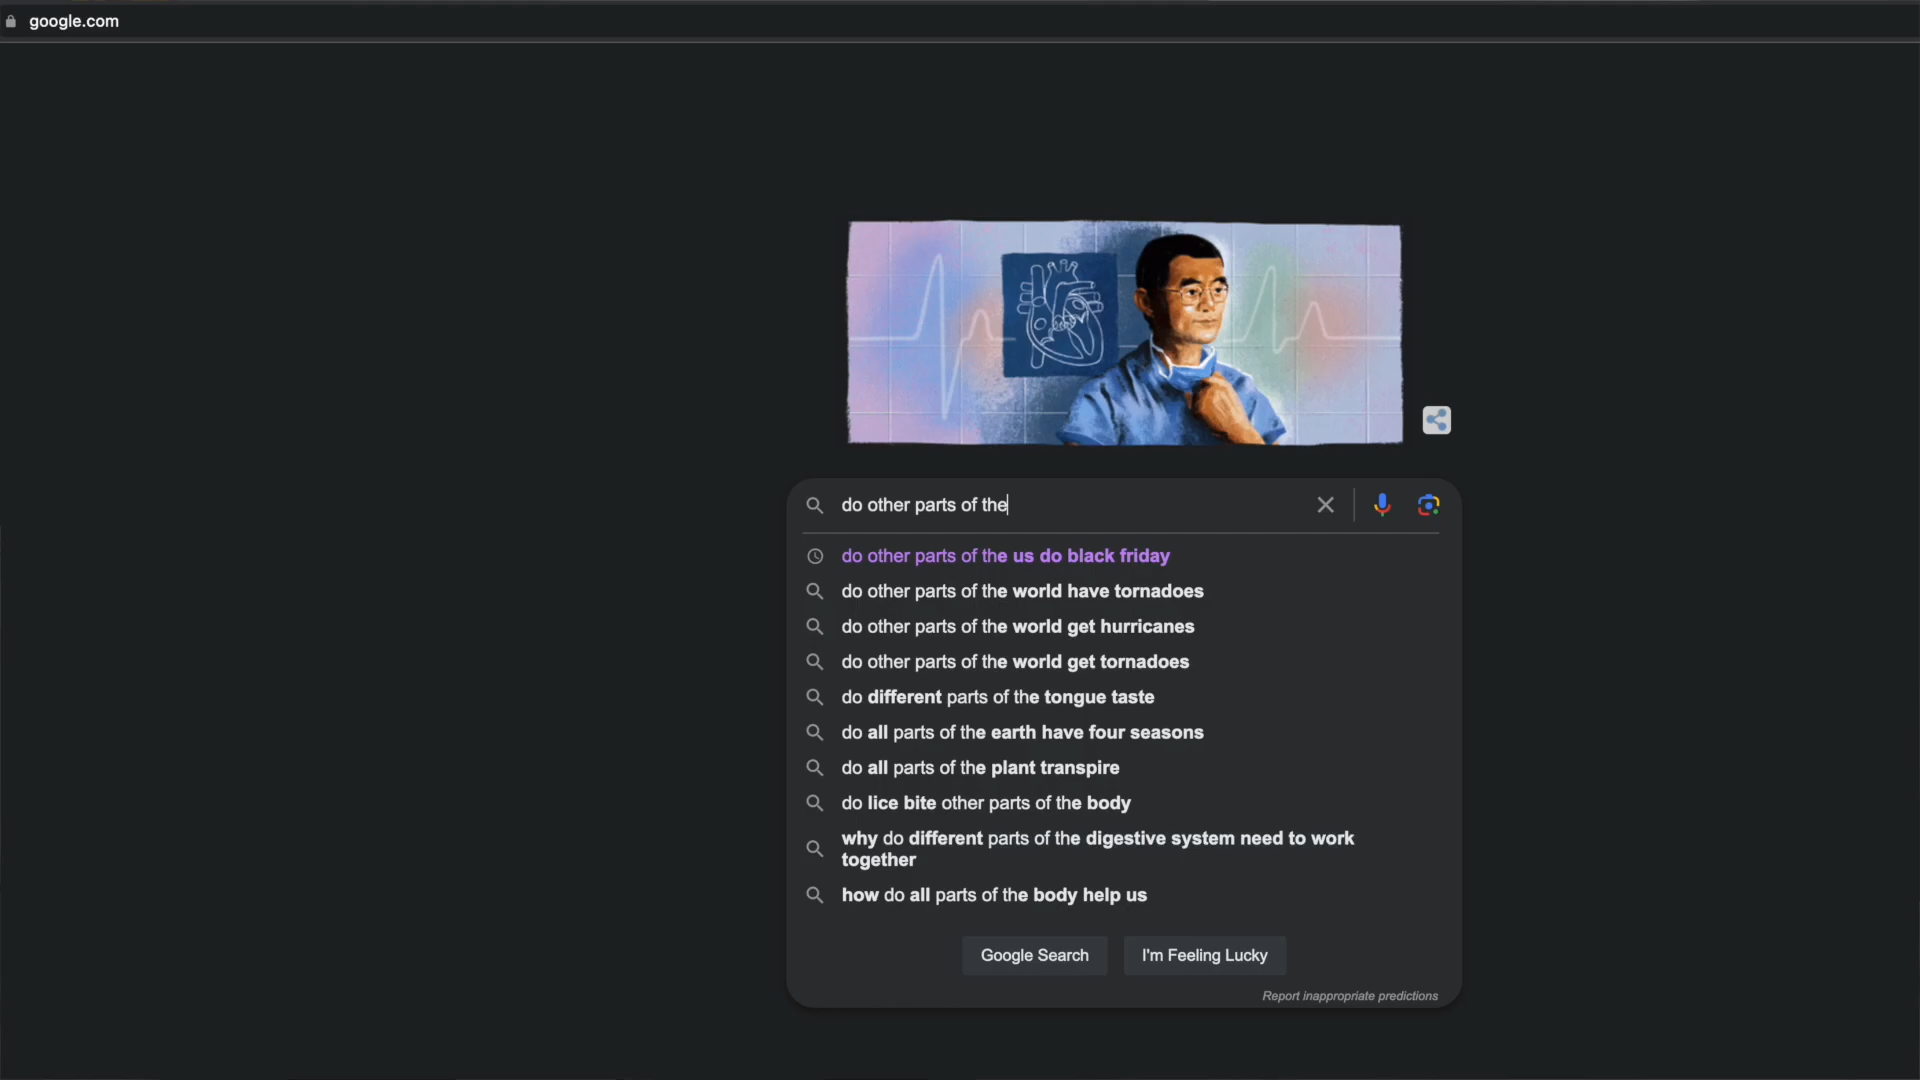 google.com
do other parts of the
do other parts of the us do black friday
do other parts of the world have tornadoes
do other parts of the world get hurricanes
do other parts of the world get tornadoes
do different parts of the tongue taste
do all parts of the earth have four seasons
do all parts of the plant transpire
do lice bite other parts of the body
why do different parts of the digestive system need to work
together
how do all parts of the body help us
Google Search
I'm Feeling Lucky
Report inappropriate predictions